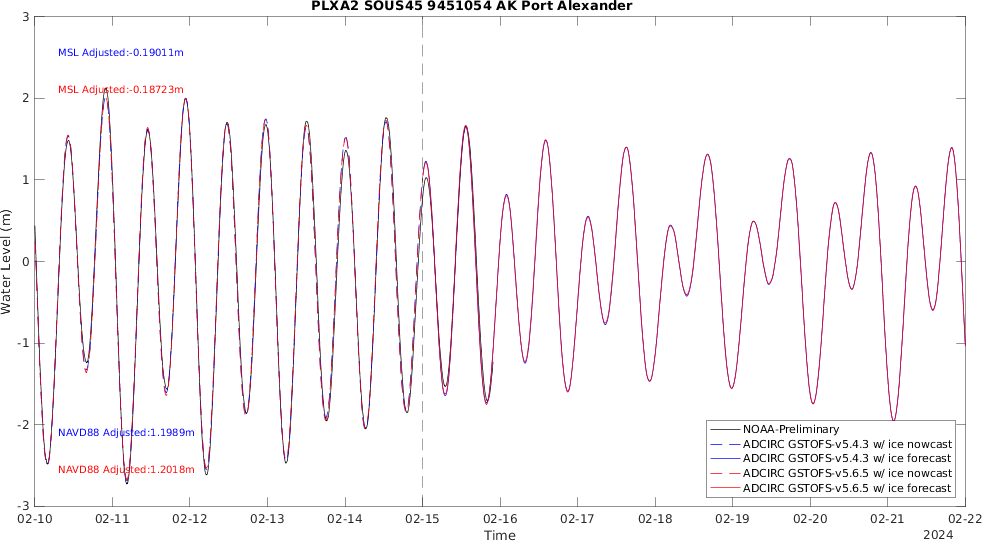 PLXA2 SOUS45 9451054 AK Port Alexander
3
2
1
0
-1
-2
-3
Water Level (m)
MSL Adjusted:-0.19011m
MSL Adjusted:-0.18723m
NAVD88 Adjusted:1.1989m
NAVD88 Adjusted:1.2018m
NOAA-Preliminary
ADCIRC GSTOFS-v5.4.3 w/ ice nowcast
ADCIRC GSTOFS-v5.4.3 w/ ice forecast
ADCIRC GSTOFS-v5.6.5 w/ ice nowcast
ADCIRC GSTOFS-v5.6.5 w/ ice forecast
02-10 02-11 02-12 02-13 02-14 02-15 02-16 02-17 02-18 02-19 02-20 02-21 02-22
Time
2024